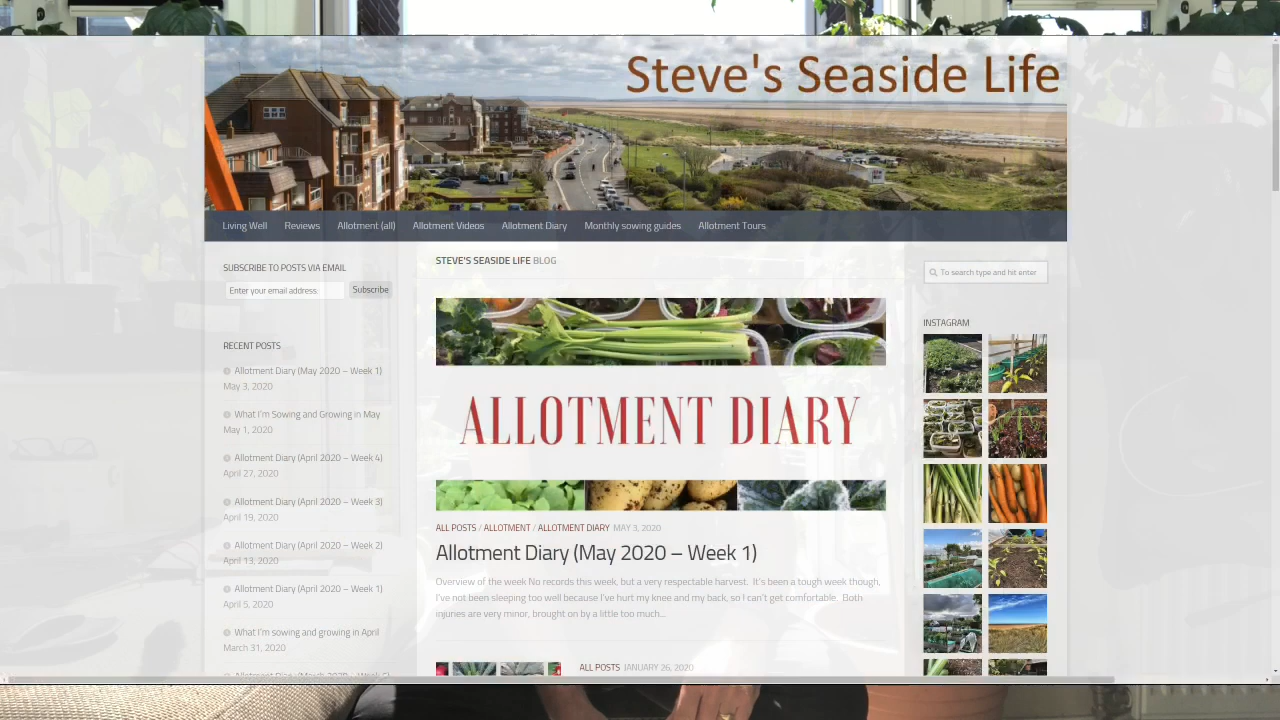 Steve's Seaside Life
Living Well Reviews Allotment (all) Allotment Videos Allotment Diary Monthly sowing guides Allotment Tours
SUBSCRIBE TO POSTS VIA EMAIL
Enter your email address: Subscribe
RECENT POSTS
Allotment Diary (May 2020 – Week 1)
May 3, 2020
What I'm Sowing and Growing in May
May 1, 2020
Allotment Diary (April 2020 – Week 4)
April 27, 2020
Allotment Diary (April 2020 – Week 3)
April 19, 2020
Allotment Diary (April 2020 – Week 2)
April 13, 2020
Allotment Diary (April 2020 – Week 1)
April 5, 2020
What I'm sowing and growing in April
March 31, 2020
STEVE'S SEASIDE LIFE BLOG
ALLOTMENT DIARY
ALL POSTS / ALLOTMENT / ALLOTMENT DIARY MAY 3, 2020
Allotment Diary (May 2020 – Week 1)
Overview of the week No records this week, but a very respectable harvest. It's been a tough week though,
I've not been sleeping too well because I've hurt my knee and my back, so I can't get comfortable. Both
injuries are very minor, brought on by a little too much...
ALL POSTS JANUARY 26, 2020
To search type and hit enter
INSTAGRAM